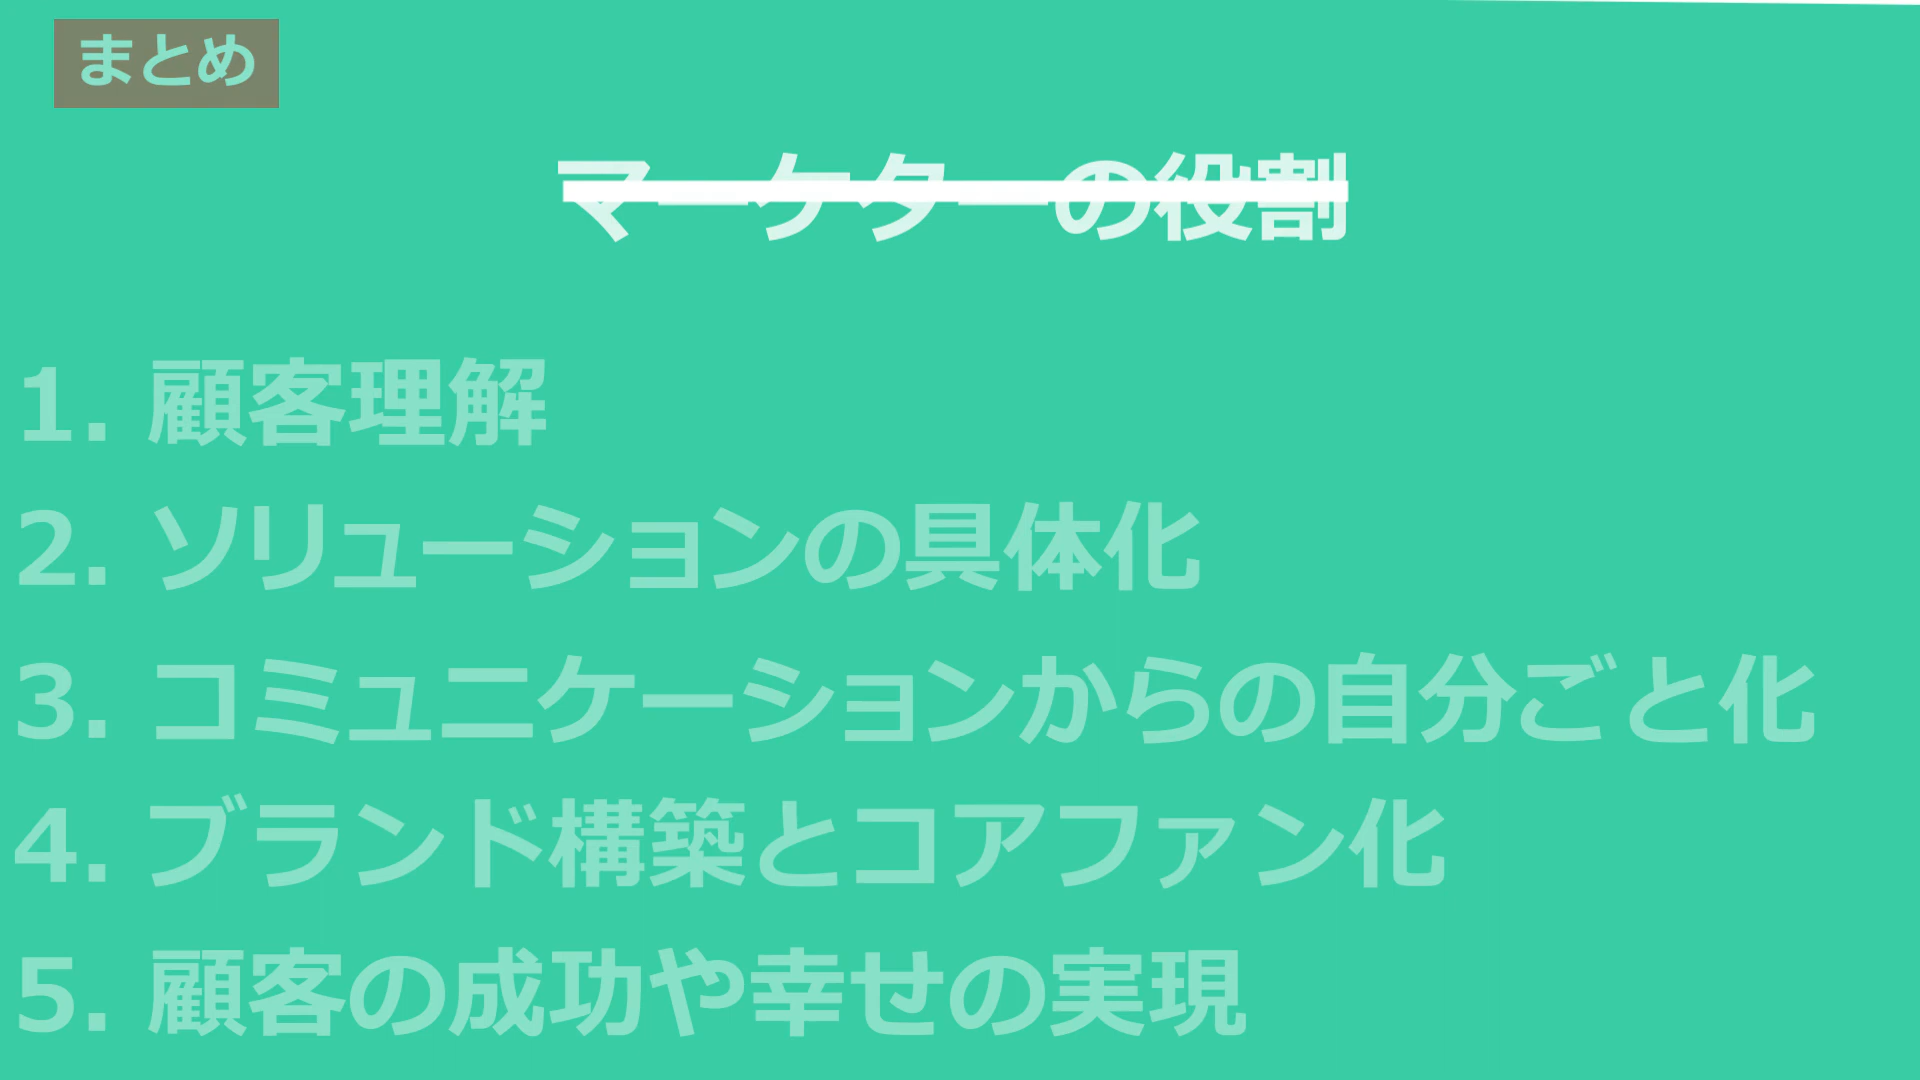 まとめ
マーケターの役割
1. 顧客理解
2. ソリューションの具体化
3. コミュニケーションからの自分ごと化
4. ブランド構築とコアファン化
5. 顧客の成功や幸せの実現